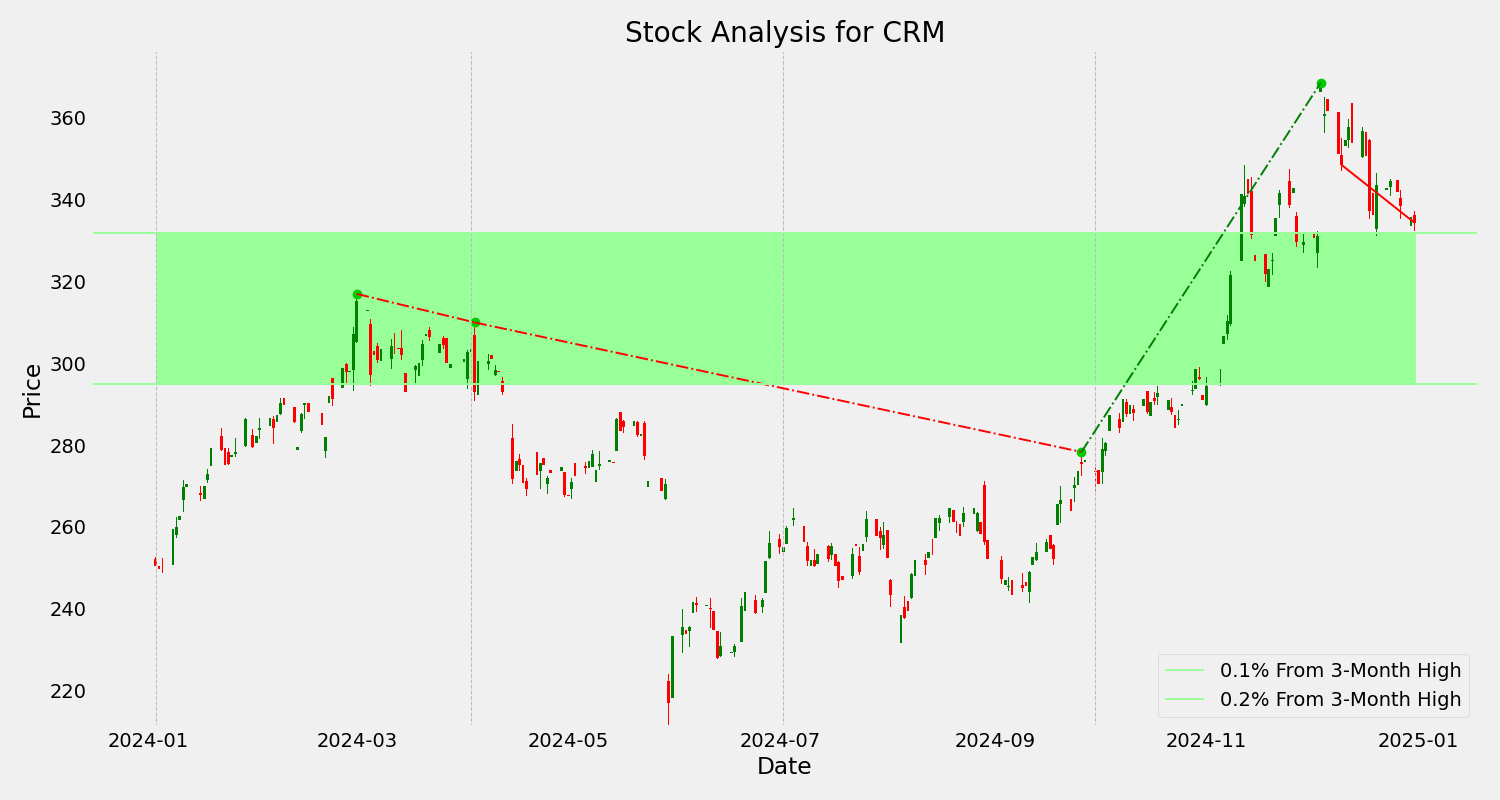 Stock Analysis for CRM
Price
360
340
320
300
280
260
240
220
0.1% From 3-Month High
0.2% From 3-Month High
2024-01 2024-03 2024-05 2024-07 2024-09 2024-11 2025-01
Date